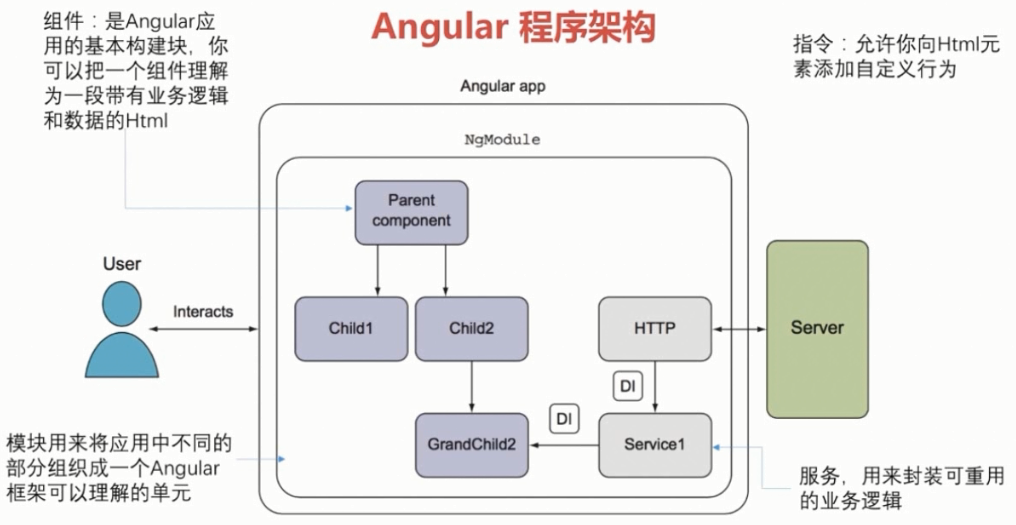 Angular 程序架构
组件：是Angular应
用的基本构建块，你
可以把一个组件理解
为一段带有业务逻辑
和数据的Html
指令：允许你向Html元
素添加自定义行为
Angular app
NgModule
Parent
component
User
Interacts
Child1
Child2
HTTP
Server
DI
DI
GrandChild2
Service1
模块用来将应用中不同的
部分组织成一个Angular
框架可以理解的单元
服务，用来封装可重用
的业务逻辑